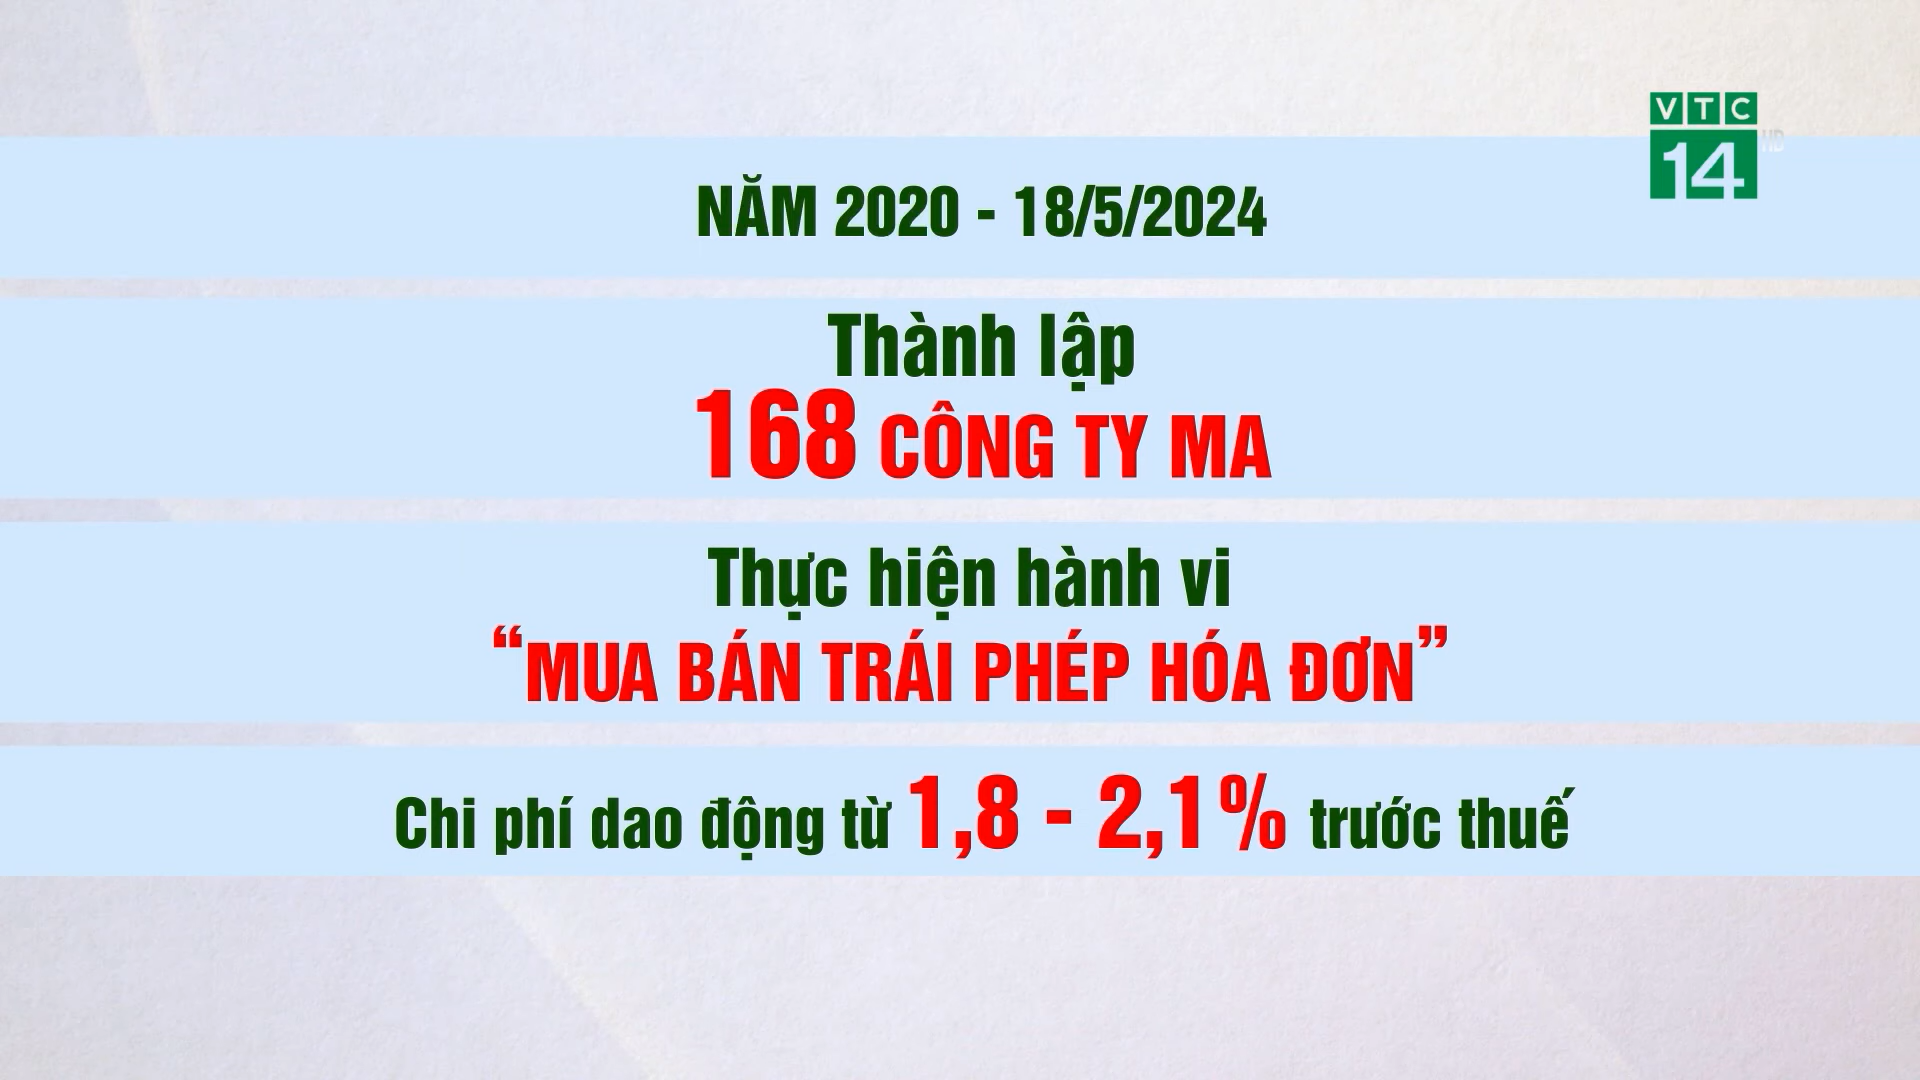 VTC
14
HD
NĂM 2020 - 18/5/2024
Thành lập
168 CÔNG TY MA
Thực hiện hành vi
“MUA BÁN TRÁI PHÉP HÓA ĐƠN”
Chi phí dao động từ 1,8 - 2,1% trước thuế